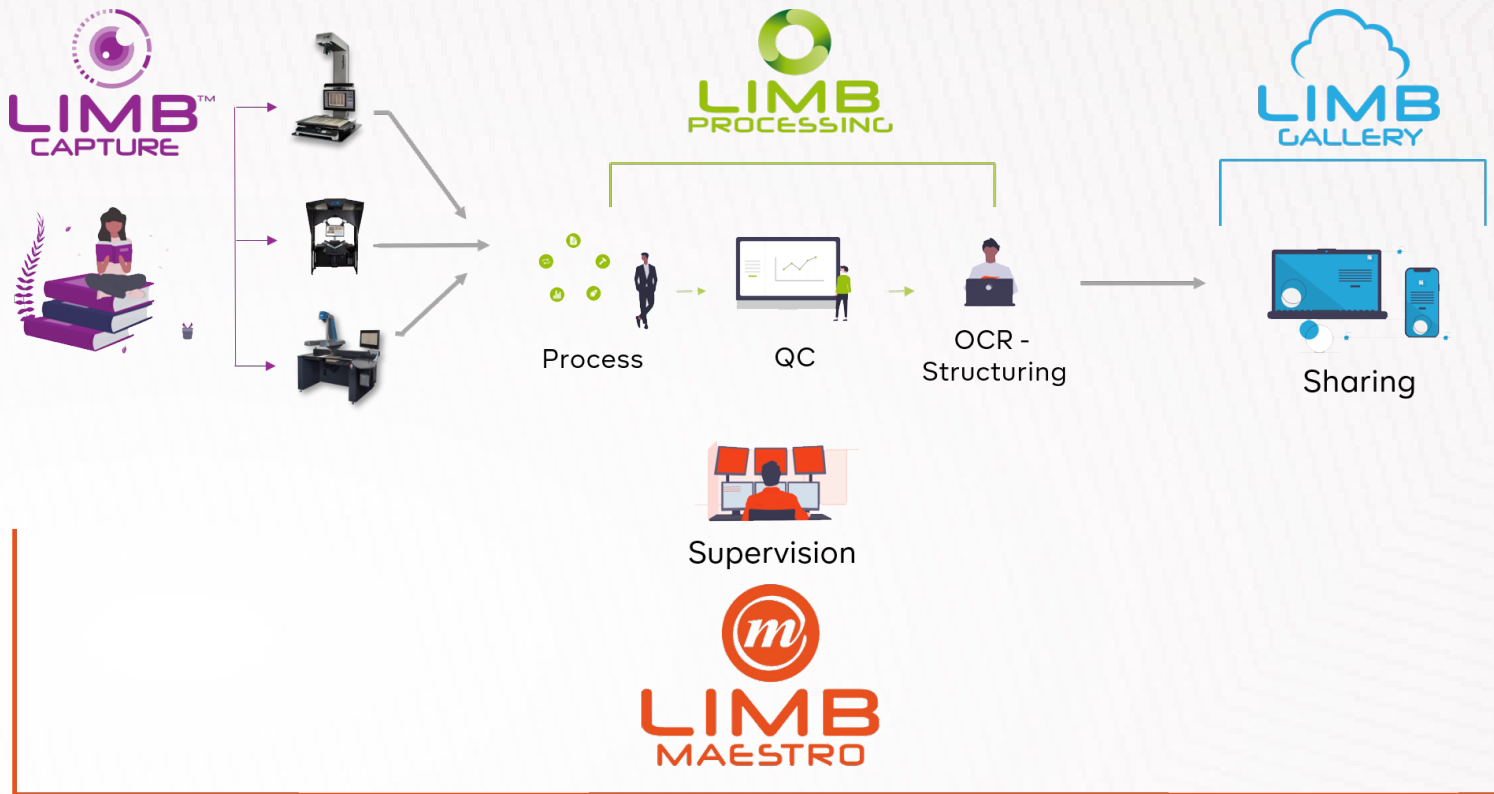 LIMB™
CAPTURE
LIMB
PROCESSING
LIMB
GALLERY
Process
QC
OCR -
Structuring
Sharing
Supervision
m
LIMB
MAESTRO